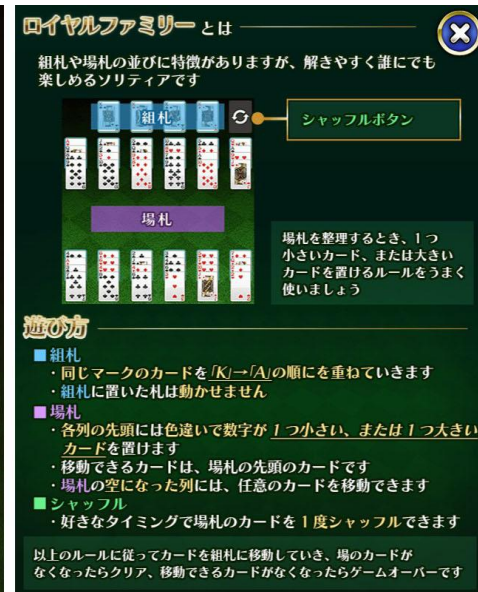 ロイヤルファミリーとは
組札や場札の並びに特徴がありますが、解きやすく誰にでも
楽しめるソリティアです
組札
シャッフルボタン
場札
場札を整理するとき、1つ
小さいカード、または大きい
カードを置けるルールをうまく
使いましょう
遊び方
■組札
・同じマークのカードを「K」→「A」の順にを重ねていきます
・組札に置いた札は動かせません
■場札
・各列の先頭には色違いで数字が1つ小さい、または1つ大きい
カードを置けます
・移動できるカードは、場札の先頭のカードです
・場札の空になった列には、任意のカードを移動できます
■シャッフル
・好きなタイミングで場札のカードを1度シャッフルできます
以上のルールに従ってカードを組札に移動していき、場のカードが
なくなったらクリア、移動できるカードがなくなったらゲームオーバーです